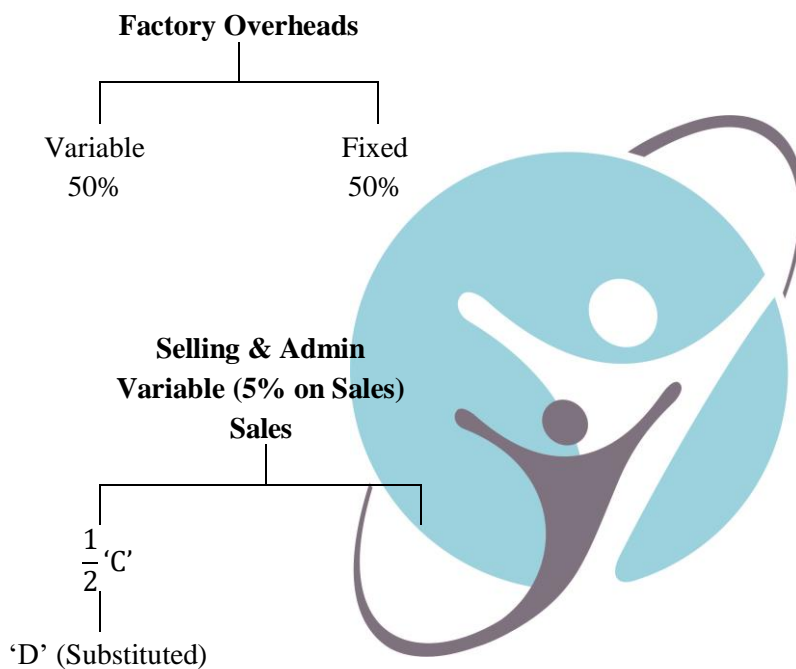 Factory Overheads
Variable Fixed
50% 50%
Selling & Admin
Variable (5% on Sales)
Sales
1/2 ‘C’
‘D’ (Substituted)